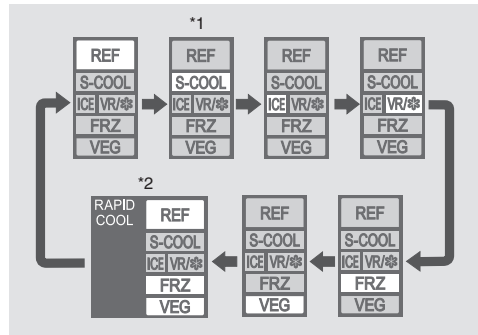 *1
REF
S-COOL
ICE VR/❄
FRZ
VEG
REF
S-COOL
ICE VR/❄
FRZ
VEG
REF
S-COOL
ICE VR/❄
FRZ
VEG
REF
S-COOL
ICE VR/❄
FRZ
VEG
*2
RAPID
COOL
REF
S-COOL
ICE VR/❄
FRZ
VEG
REF
S-COOL
ICE VR/❄
FRZ
VEG
REF
S-COOL
ICE VR/❄
FRZ
VEG